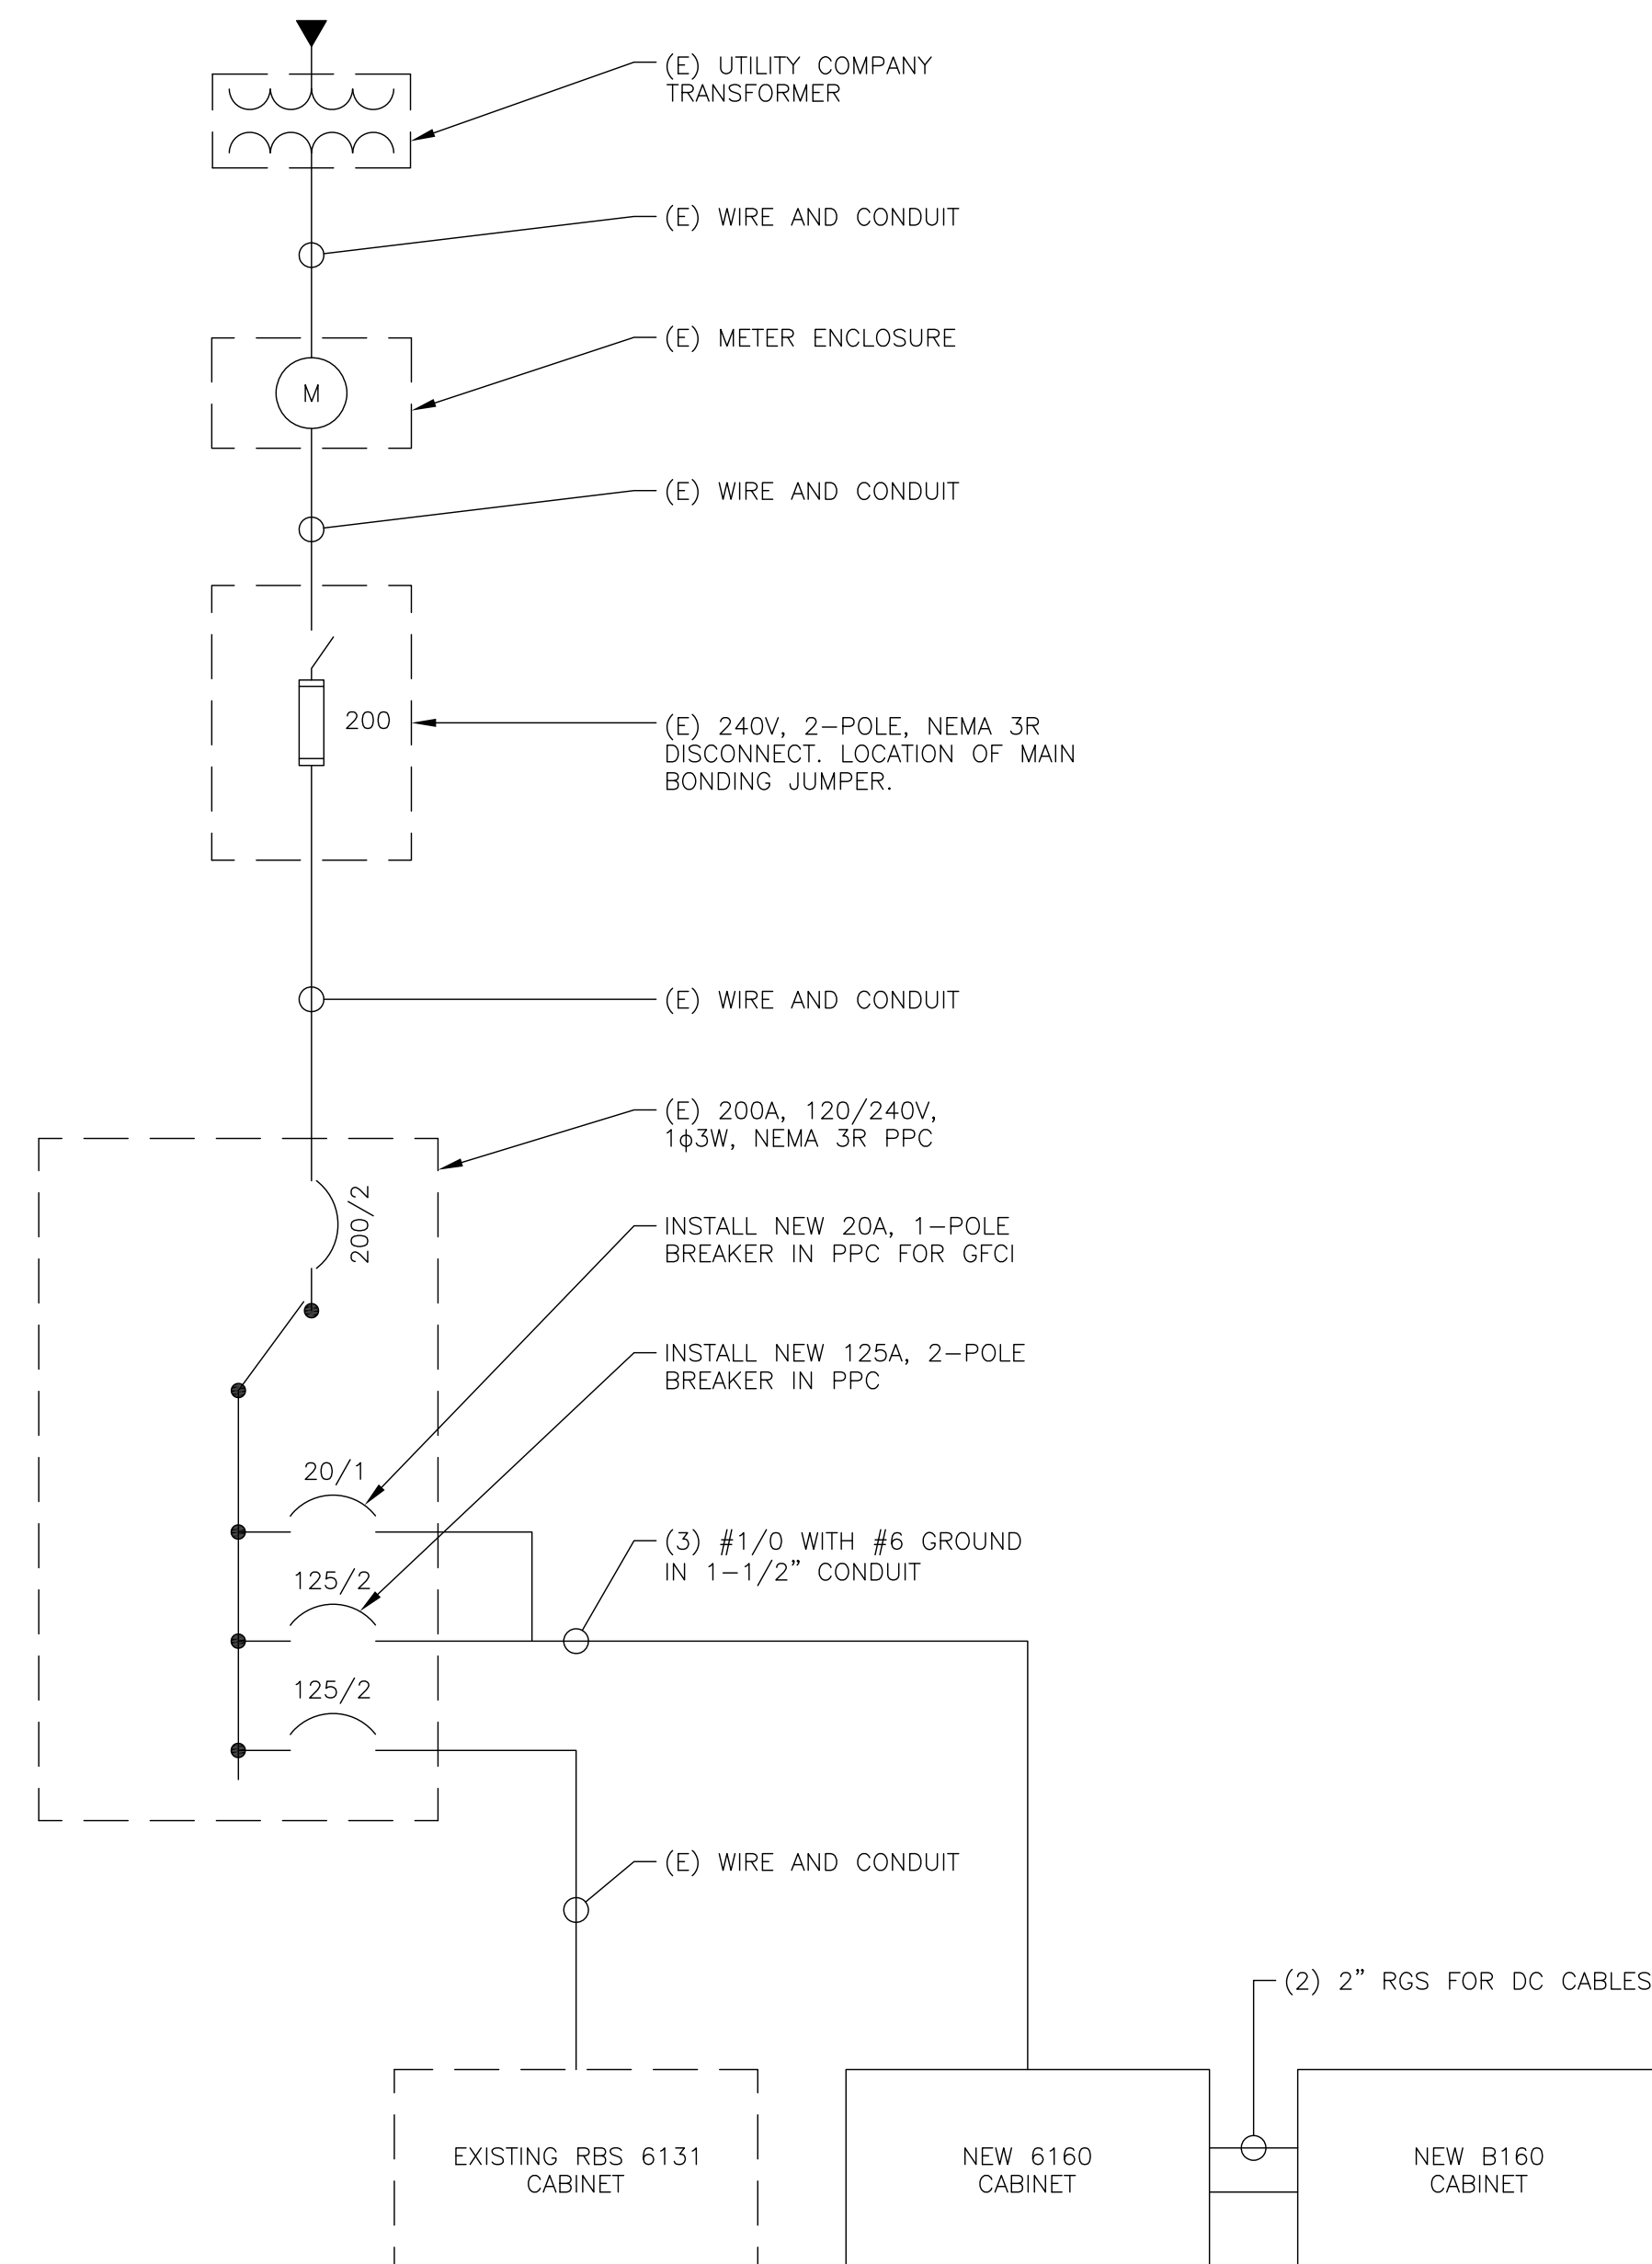 (E) UTILITY COMPANY
TRANSFORMER
(E) WIRE AND CONDUIT
(E) METER ENCLOSURE
M
(E) WIRE AND CONDUIT
200
(E) 240V, 2-POLE, NEMA 3R
DISCONNECT. LOCATION OF MAIN
BONDING JUMPER.
(E) WIRE AND CONDUIT
(E) 200A, 120/240V,
1ϕ3W, NEMA 3R PPC
200/2
INSTALL NEW 20A, 1-POLE
BREAKER IN PPC FOR GFCI
INSTALL NEW 125A, 2-POLE
BREAKER IN PPC
20/1
(3) #1/0 WITH #6 GROUND
IN 1-1/2" CONDUIT
125/2
125/2
(E) WIRE AND CONDUIT
(2) 2" RGS FOR DC CABLES
EXISTING RBS 6131
CABINET
NEW 6160
CABINET
NEW B160
CABINET